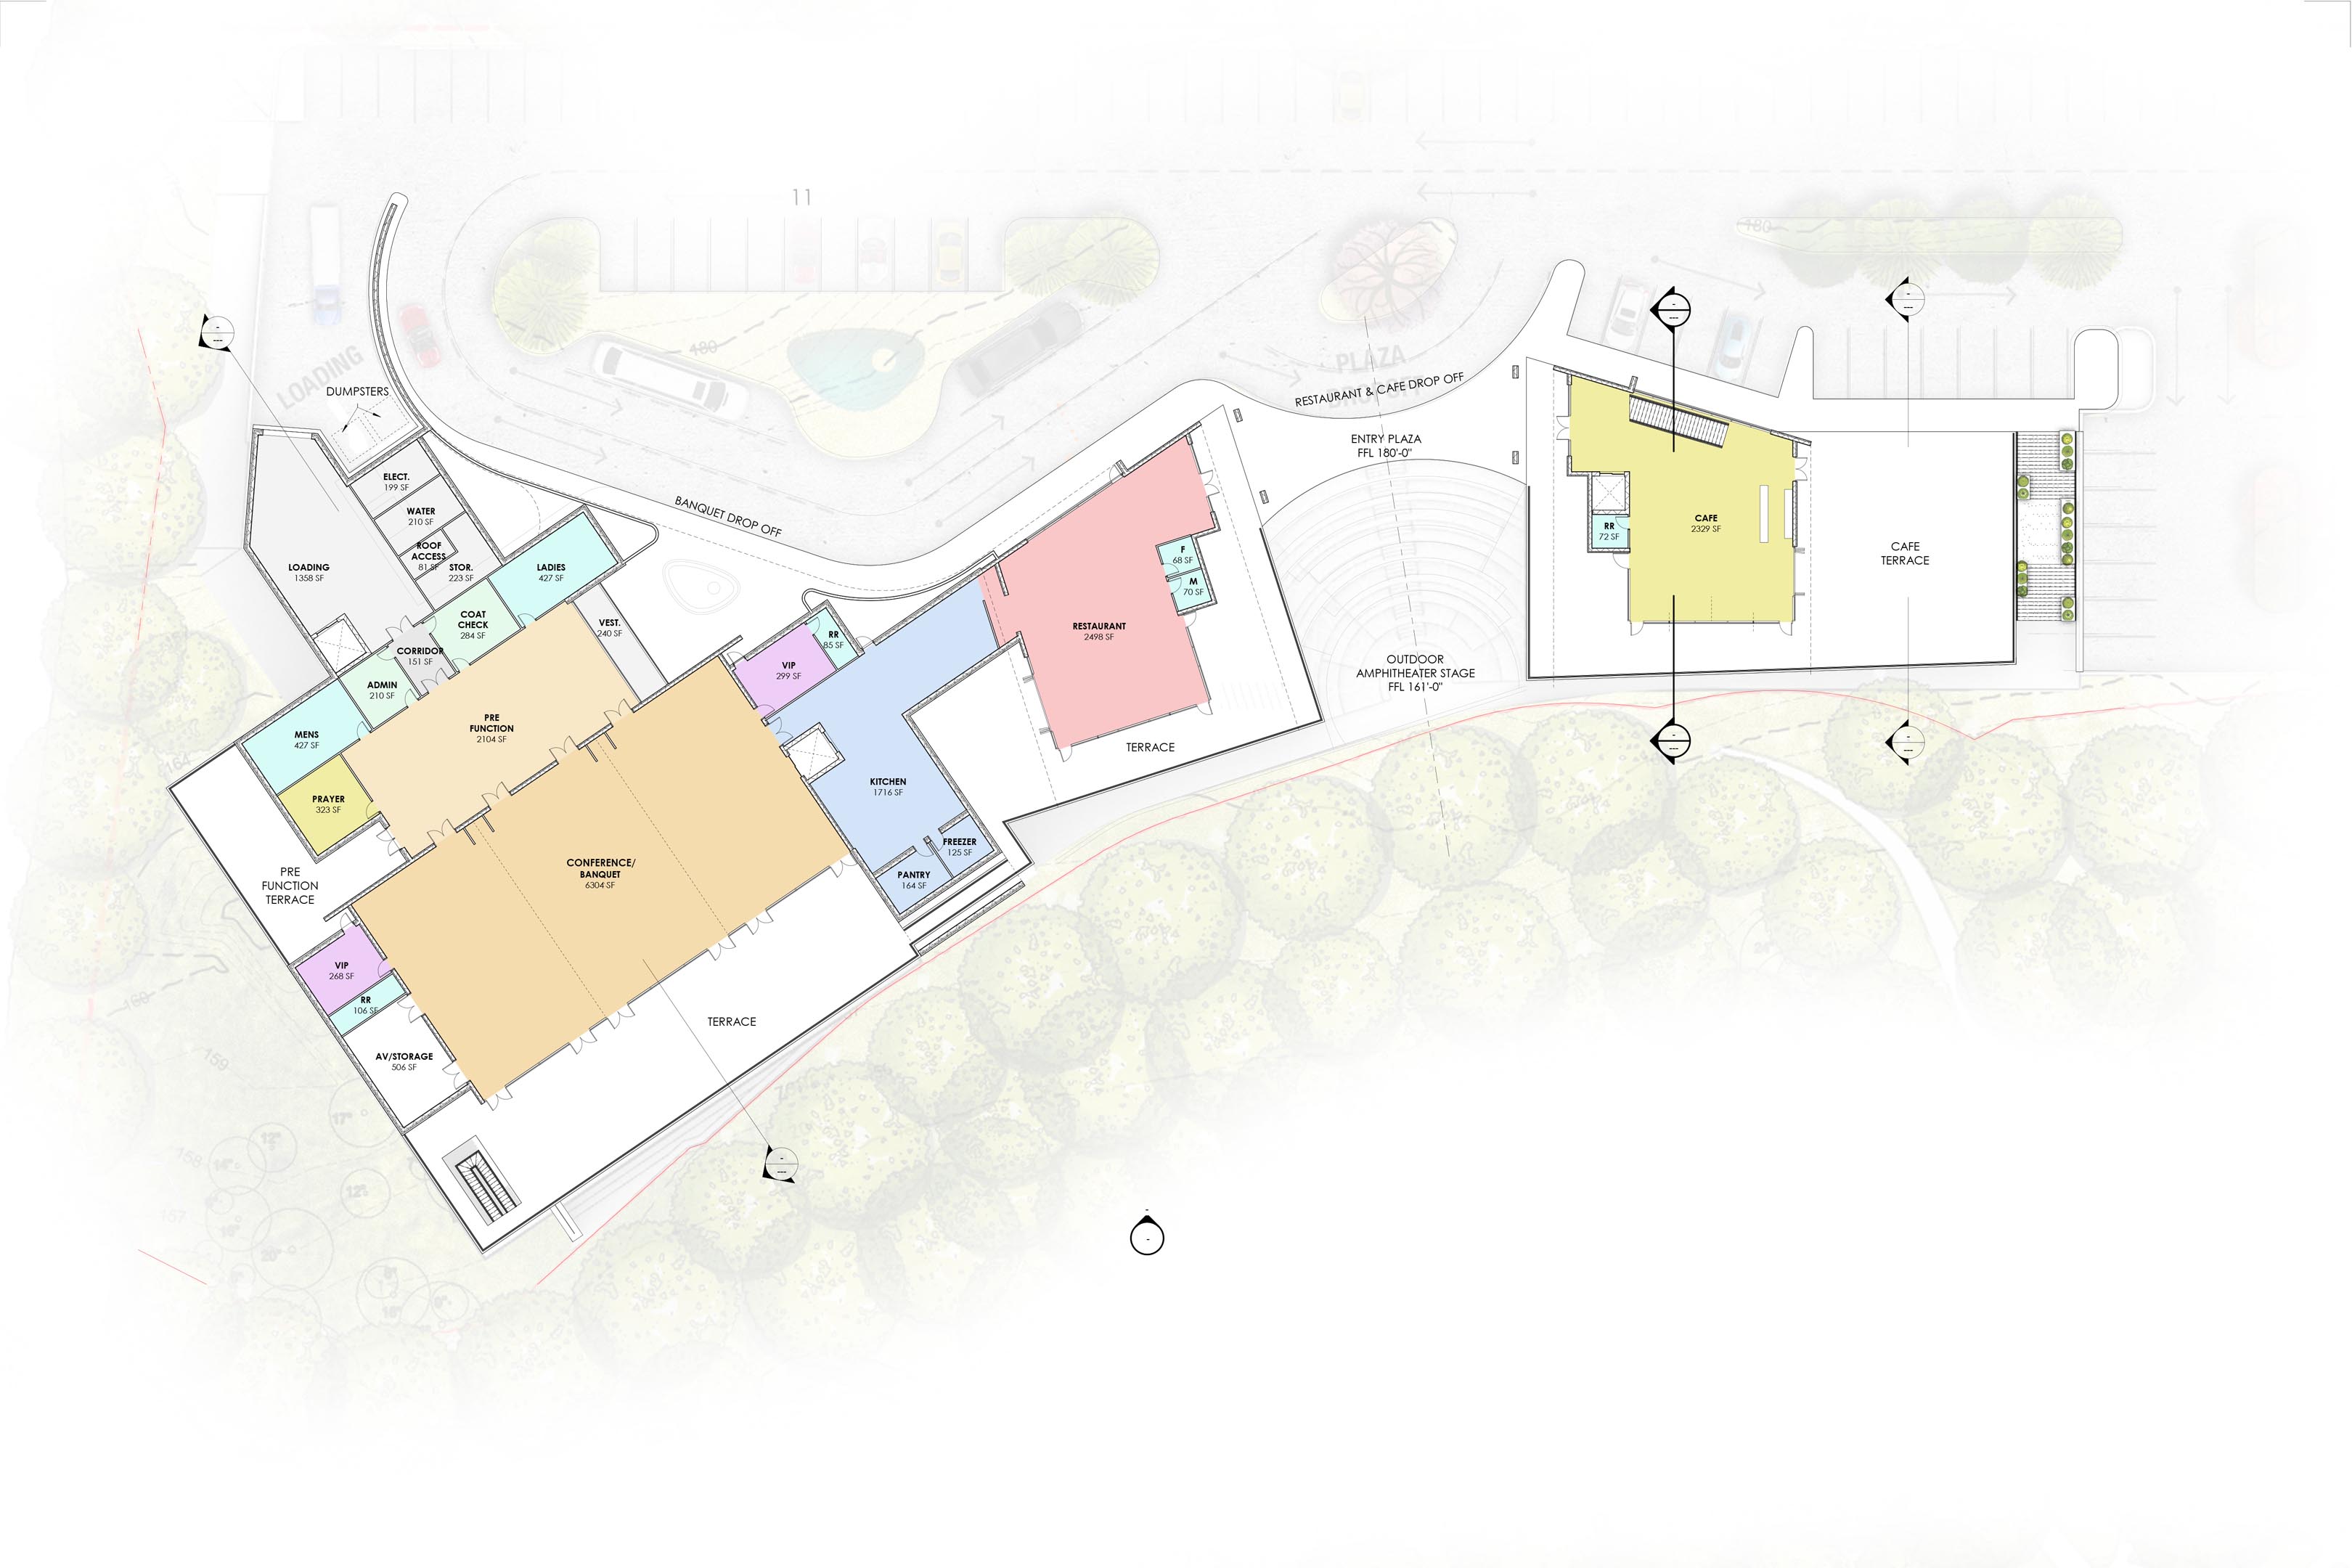 11
180
180
LOADING
DUMPSTERS
PLAZA
DROPOFF
RESTAURANT & CAFE DROP OFF
BANQUET DROP OFF
ENTRY PLAZA
FFL 180'-0"
ELECT.
199 SF
WATER
210 SF
ROOF
ACCESS
81 SF
STOR.
223 SF
LOADING
1358 SF
LADIES
427 SF
COAT
CHECK
284 SF
VEST.
240 SF
CORRIDOR
151 SF
ADMIN
210 SF
MENS
427 SF
PRE
FUNCTION
2104 SF
PRAYER
323 SF
VIP
299 SF
RR
85 SF
RESTAURANT
2498 SF
F
68 SF
M
70 SF
RR
72 SF
CAFE
2329 SF
CAFE
TERRACE
OUTDOOR
AMPHITHEATER STAGE
FFL 161'-0"
TERRACE
KITCHEN
1716 SF
FREEZER
125 SF
PANTRY
164 SF
CONFERENCE/
BANQUET
6304 SF
PRE
FUNCTION
TERRACE
VIP
268 SF
RR
106 SF
AV/STORAGE
506 SF
TERRACE
164
160
159
158
157
17"
12"
12"